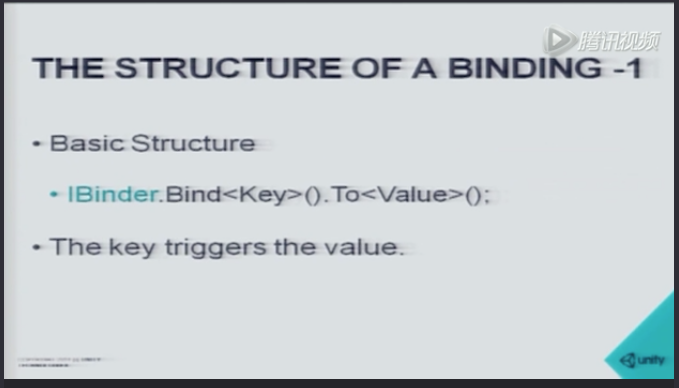 腾讯视频
THE STRUCTURE OF A BINDING -1
• Basic Structure
• IBinder.Bind<Key>().To<Value>();
• The key triggers the value.
unity